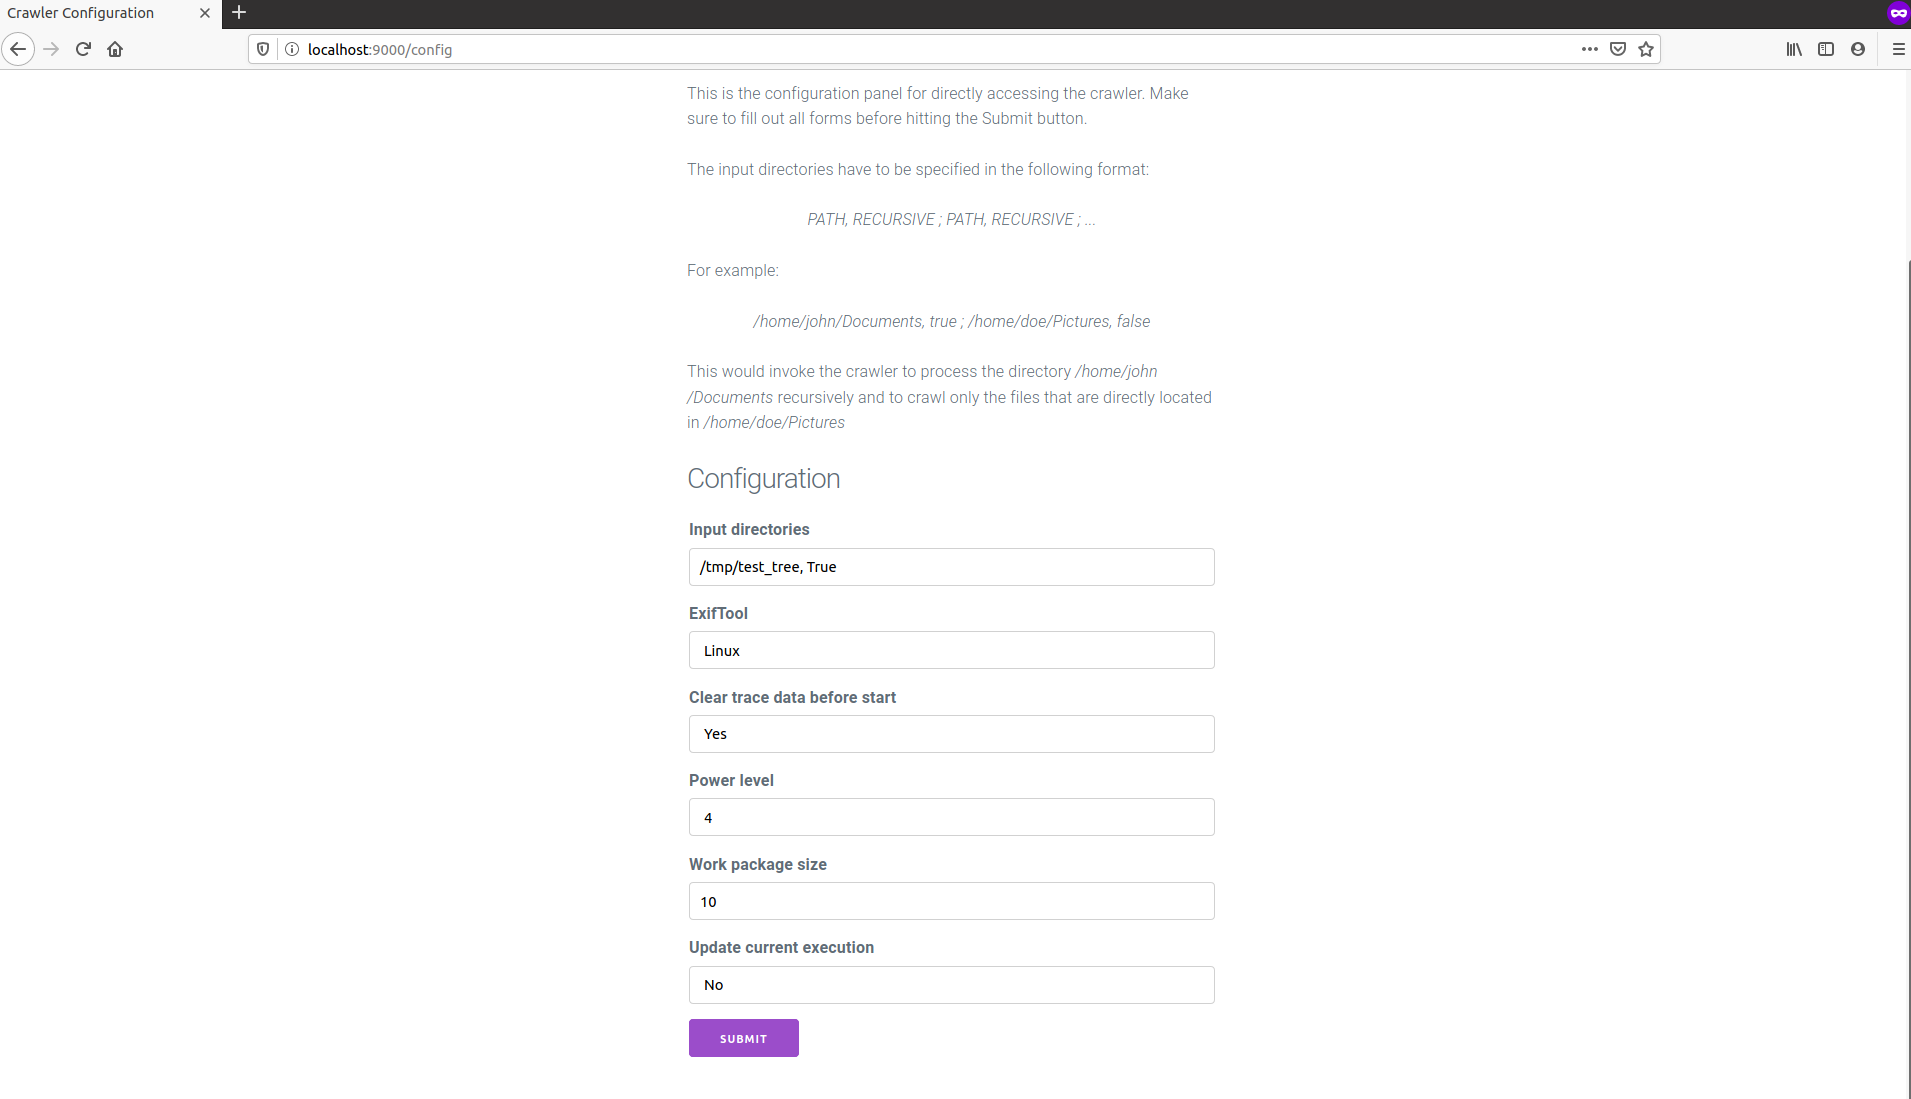 Crawler Configuration
localhost:9000/config
This is the configuration panel for directly accessing the crawler. Make
sure to fill out all forms before hitting the Submit button.
The input directories have to be specified in the following format:
PATH, RECURSIVE ; PATH, RECURSIVE ; ...
For example:
/home/john/Documents, true ; /home/doe/Pictures, false
This would invoke the crawler to process the directory /home/john
/Documents recursively and to crawl only the files that are directly located
in /home/doe/Pictures
Configuration
Input directories
/tmp/test_tree, True
ExifTool
Linux
Clear trace data before start
Yes
Power level
4
Work package size
10
Update current execution
No
SUBMIT